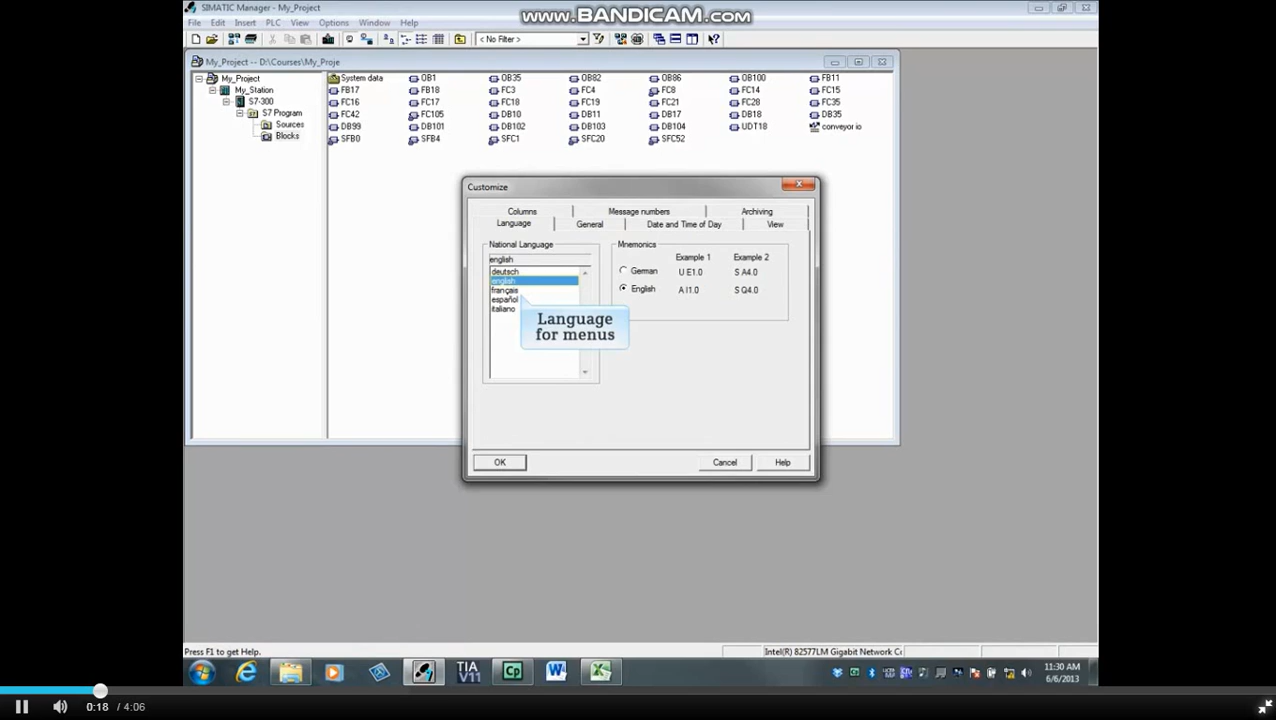 SIMATIC Manager - My_Project
www.BANDICAM.com
File Edit Insert PLC View Options Window Help
< No Filter >
My_Project -- D:\Courses\My_Proje
My_Project
My_Station
S7-300
S7 Program
Sources
Blocks
System data OB1 OB35 OB82 OB86 OB100 FB11
FB17 FB18 FC3 FC4 FC8 FC14 FC15
FC16 FC17 FC18 FC19 FC21 FC28 FC35
FC42 FC105 DB10 DB11 DB17 DB18 DB35
DB99 DB101 DB102 DB103 DB104 UDT18 conveyor io
SFB0 SFB4 SFC1 SFC20 SFC52
Customize
Columns Message numbers Archiving
Language General Date and Time of Day View
National Language
english
deutsch
english
français
español
italiano
Mnemonics
Example 1 Example 2
German U E1.0 S A4.0
English A I1.0 S Q4.0
Language
for menus
OK Cancel Help
Press F1 to get Help.
Intel(R) 82577LM Gigabit Network Cc
TIA
V11
Cp
11:30 AM
6/6/2013
0:18 / 4:06